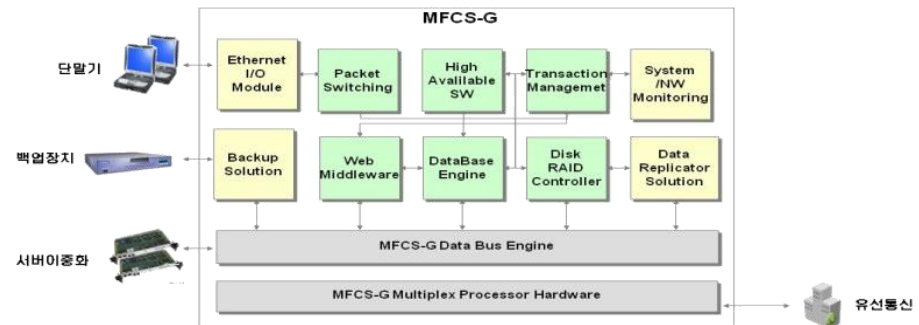 MFCS-G
단말기
Ethernet
I/O
Module
Packet
Switching
High
Avalilable
SW
Transaction
Managemet
System
/NW
Monitoring
백업장치
Backup
Solution
Web
Middleware
DataBase
Engine
Disk
RAID
Controller
Data
Replicator
Solution
서버이중화
MFCS-G Data Bus Engine
MFCS-G Multiplex Processor Hardware
유선통신